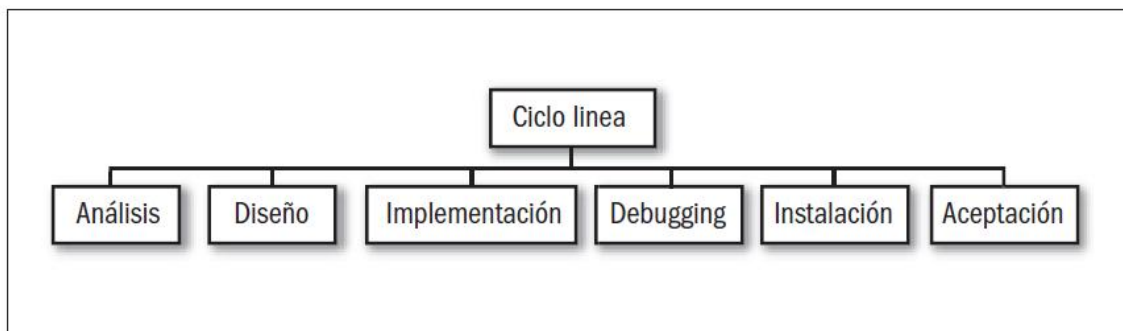 Ciclo linea
Análisis
Diseño
Implementación
Debugging
Instalación
Aceptación